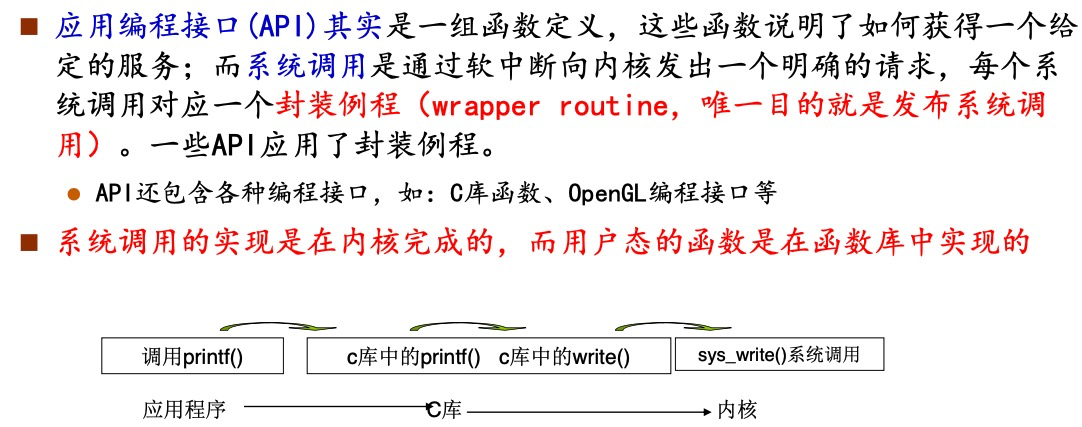 应用编程接口(API)其实是一组函数定义，这些函数说明了如何获得一个给
定的服务；而系统调用是通过软中断向内核发出一个明确的请求，每个系
统调用对应一个封装例程（wrapper routine，唯一目的就是发布系统调
用）。一些API应用了封装例程。
API还包含各种编程接口，如：C库函数、OpenGL编程接口等
系统调用的实现是在内核完成的，而用户态的函数是在函数库中实现的
调用printf() c库中的printf() c库中的write() sys_write()系统调用
应用程序 C库 内核